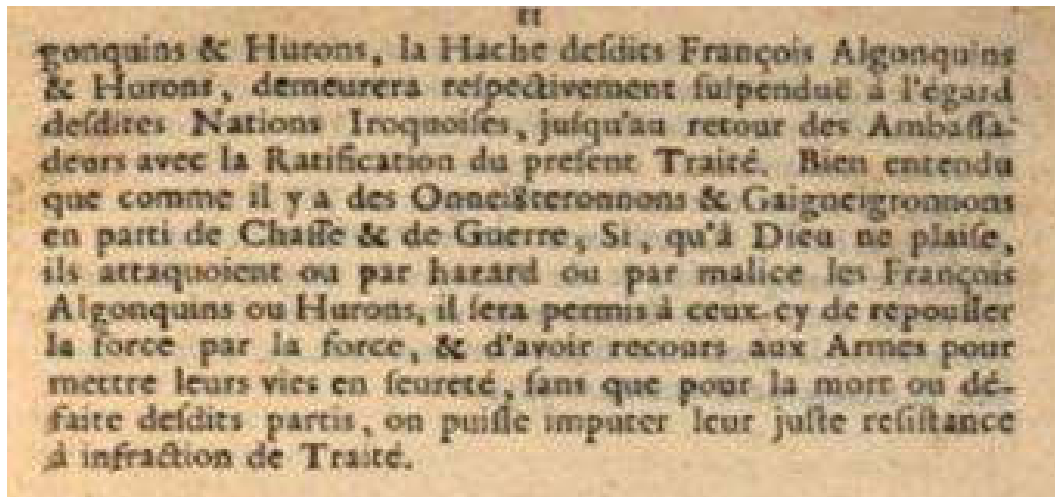 11
gonquins & Hurons, la Hache deſdits François Algonquins
& Hurons, demeurera reſpectivement ſuſpenduë à l'égard
deſdites Nations Iroquoiſes, juſqu'au retour des Ambaſſa-
deurs avec la Ratification du preſent Traité. Bien entendu
que comme il y a des Onnei8teronnons & Gaigneigronnons
en parti de Chaſſe & de Guerre, Si, qu'à Dieu ne plaiſe,
ils attaquoient ou par hazard ou par malice les François
Algonquins ou Hurons, il ſera permis à ceux-cy de repouſſer
la force par la force, & d'avoir recours aux Armes pour
mettre leurs vies en ſeureté, ſans que pour la mort ou dé-
faite deſdits partis, on puiſſe imputer leur juſte reſiſtance
à infraction de Traité.